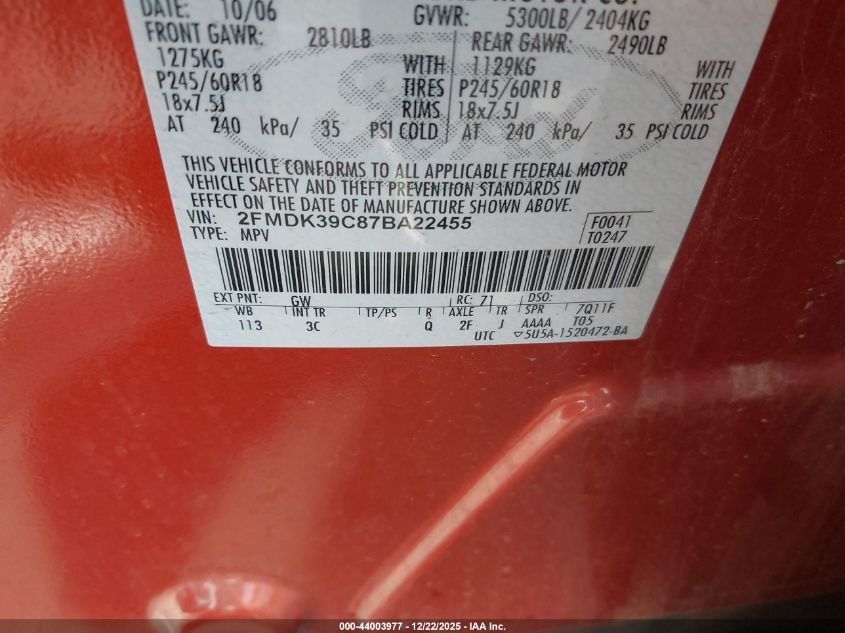 DATE: 10/06
GVWR: 5300LB/ 2404KG
FRONT GAWR: 2810LB REAR GAWR: 2490LB
1275KG WITH 1129KG WITH
P245/60R18 TIRES P245/60R18 TIRES
18x7.5J RIMS 18x7.5J RIMS
AT 240 kPa/ 35 PSI COLD AT 240 kPa/ 35 PSI COLD
THIS VEHICLE CONFORMS TO ALL APPLICABLE FEDERAL MOTOR
VEHICLE SAFETY AND THEFT PREVENTION STANDARDS IN
EFFECT ON THE DATE OF MANUFACTURE SHOWN ABOVE.
VIN: 2FMDK39C87BA22455 F0041
TYPE: MPV T0247
EXT PNT: GW RC: 71 DSO:
WB INT TR TP/PS R AXLE TR SPR 7Q11F
113 3C Q 2F J AAAA T05
UTC ▽5U5A-1520472-BA
000-44003977 - 12/22/2025 - IAA Inc.